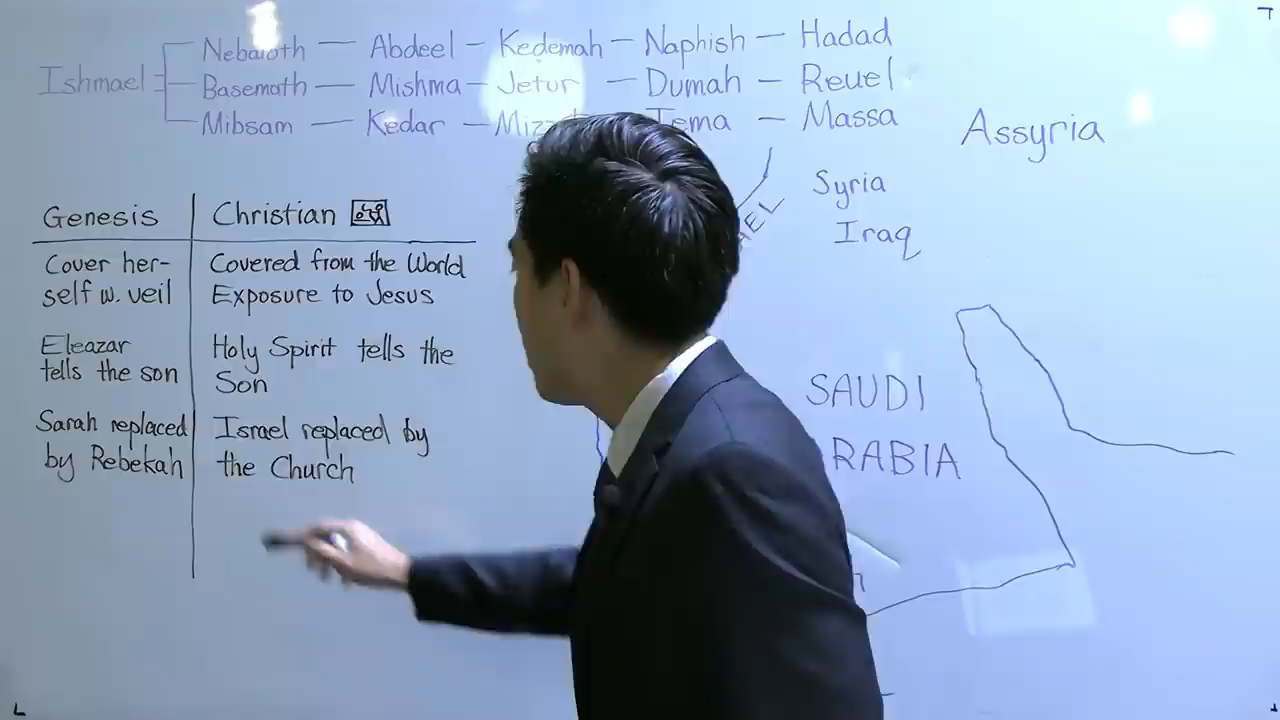 Ishmael
Nebaioth — Abdeel — Kedemah — Naphish — Hadad
Basemath — Mishma — Jetur — Dumah — Reuel
Mibsam — Kedar — Tema — Massa
Assyria
Syria
Iraq
Genesis
Christian
Cover her-
self w. veil
Covered from the World
Exposure to Jesus
Eleazar
tells the son
Holy Spirit tells the
Son
Sarah replaced
by Rebekah
Israel replaced by
the Church
SAUDI
RABIA